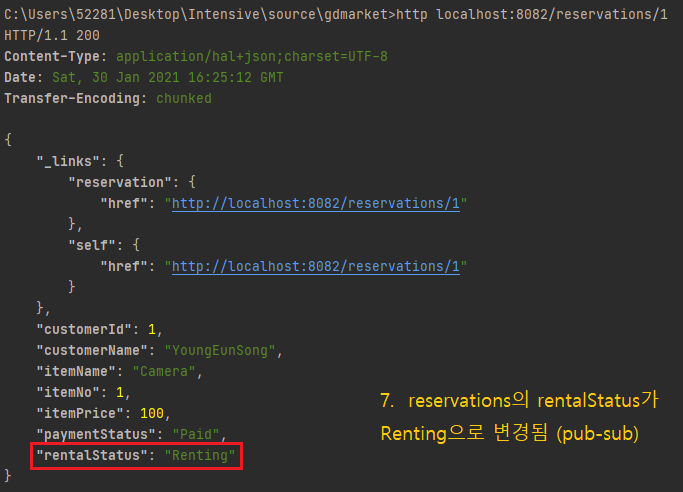 C:\Users\52281\Desktop\Intensive\source\gdmarket>http localhost:8082/reservations/1
HTTP/1.1 200
Content-Type: application/hal+json;charset=UTF-8
Date: Sat, 30 Jan 2021 16:25:12 GMT
Transfer-Encoding: chunked
{
"_links": {
"reservation": {
"href": "http://localhost:8082/reservations/1"
},
"self": {
"href": "http://localhost:8082/reservations/1"
}
},
"customerId": 1,
"customerName": "YoungEunSong",
"itemName": "Camera",
"itemNo": 1,
"itemPrice": 100,
"paymentStatus": "Paid",
"rentalStatus": "Renting"
}
7. reservations의 rentalStatus가
Renting으로 변경됨 (pub-sub)